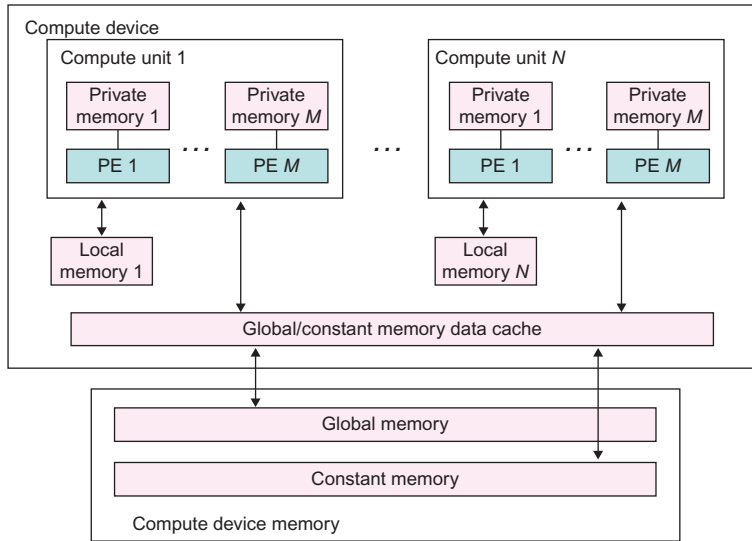 Compute device
Compute unit 1
Private
memory 1
Private
memory M
PE 1
...
PE M
...
Compute unit N
Private
memory 1
Private
memory M
PE 1
...
PE M
Local
memory 1
Local
memory N
Global/constant memory data cache
Global memory
Constant memory
Compute device memory